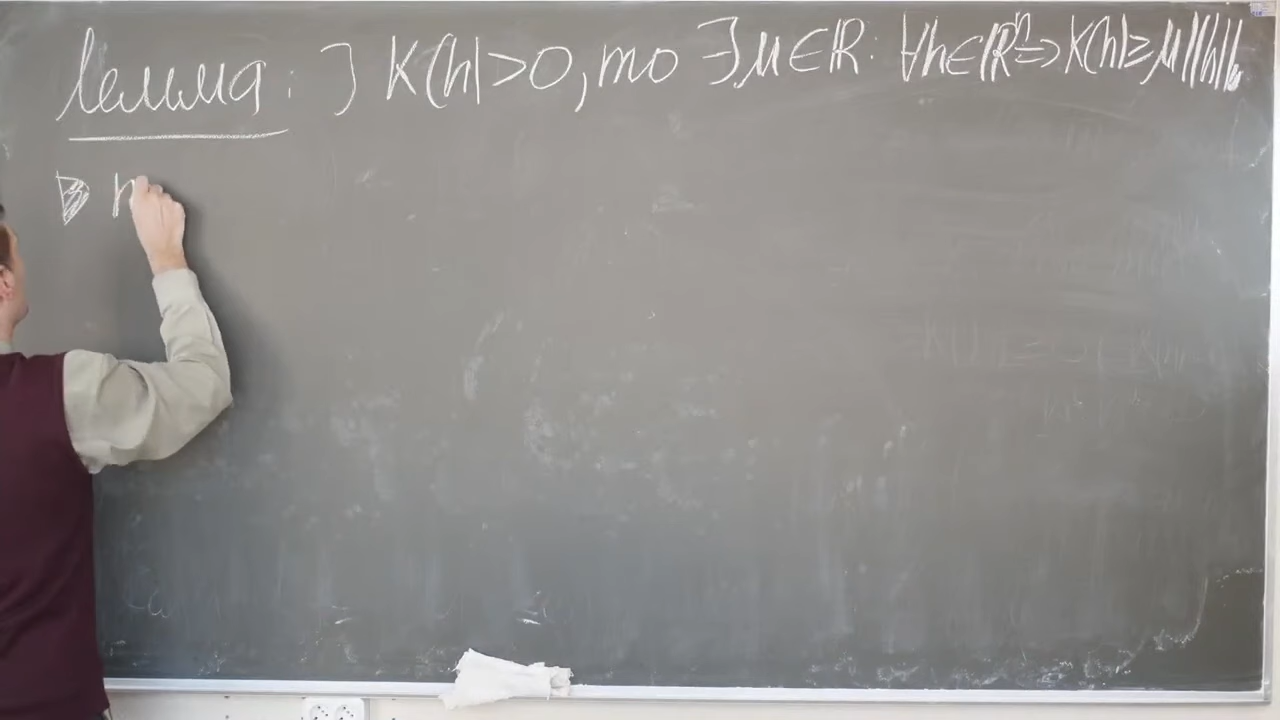 Лемма: ] K(h)>0, то ∃ μ∈ℝ: ∀h∈ℝⁿ ⇒ K(h)≥μ||h||
▷ п